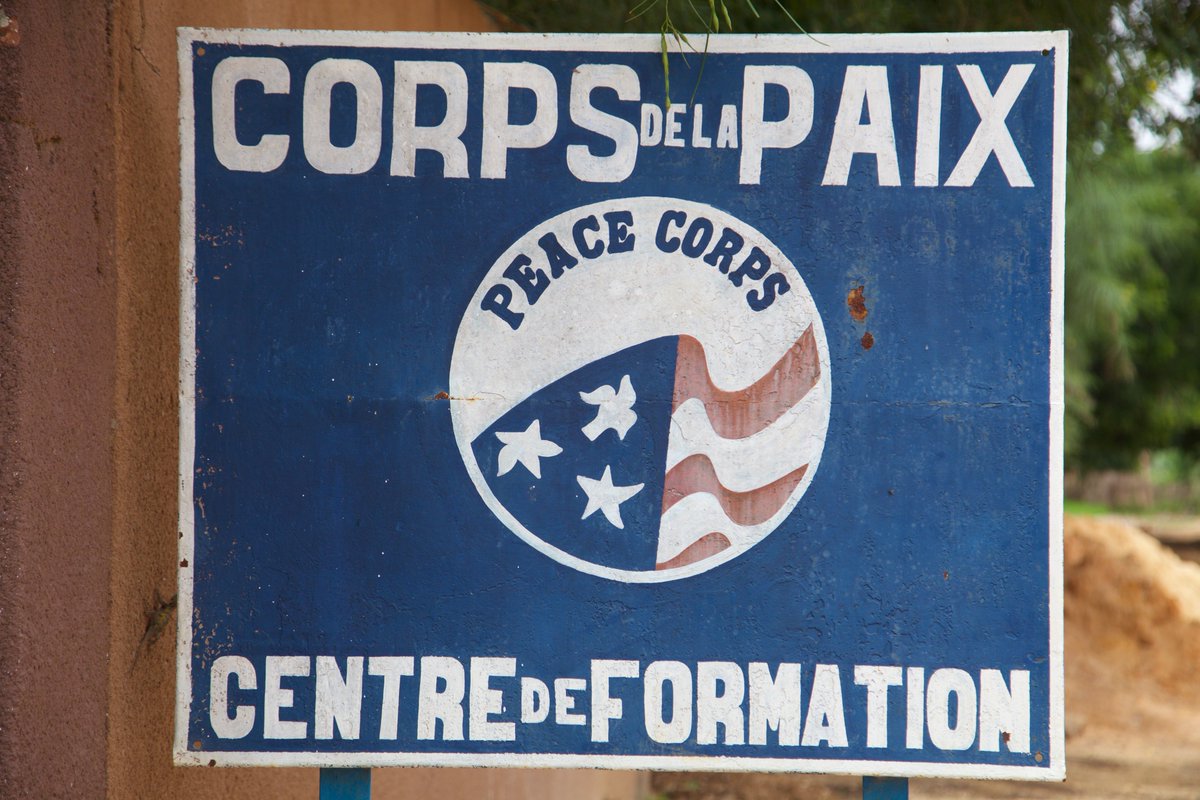 CORPS DE LA PAIX
PEACE CORPS
CENTRE DE FORMATION